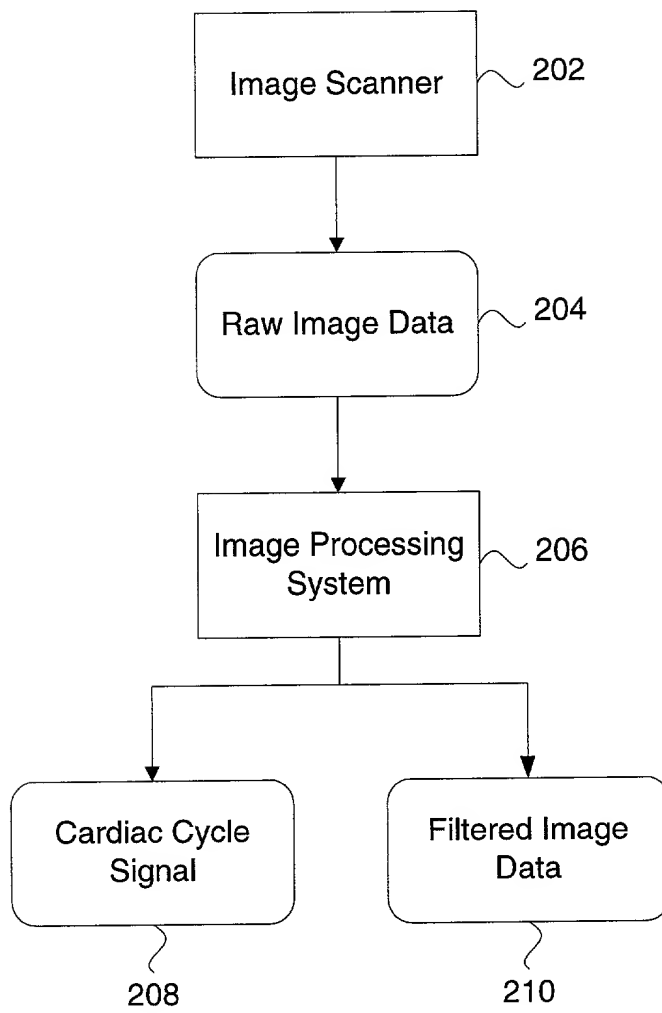 Image Scanner
202
Raw Image Data
204
Image Processing
System
206
Cardiac Cycle
Signal
Filtered Image
Data
208
210